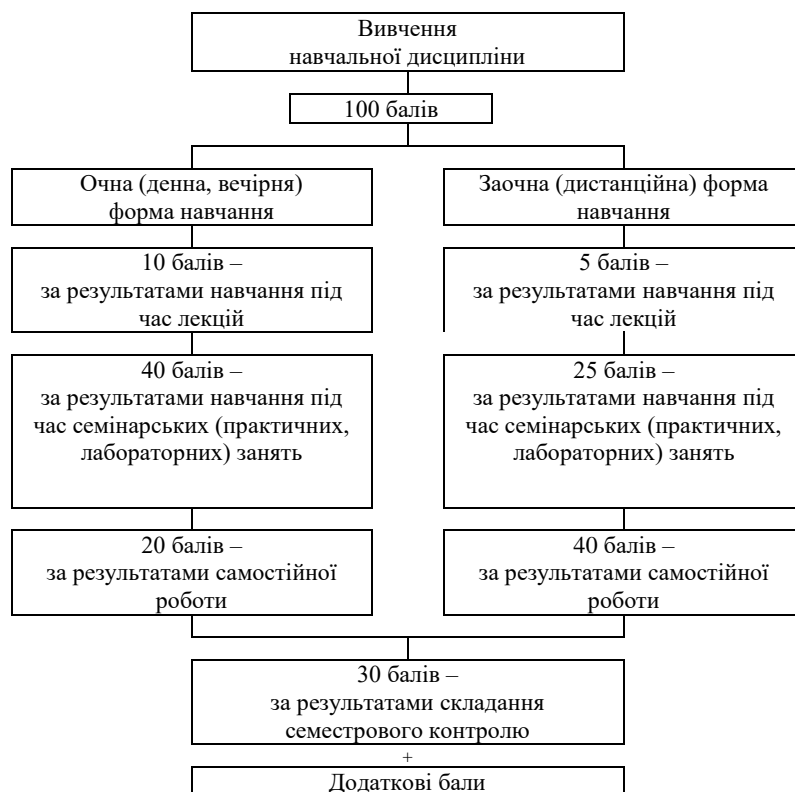 Вивчення
навчальної дисципліни
100 балів
Очна (денна, вечірня)
форма навчання
Заочна (дистанційна) форма
навчання
10 балів –
за результатами навчання під
час лекцій
5 балів –
за результатами навчання під
час лекцій
40 балів –
за результатами навчання під
час семінарських (практичних,
лабораторних) занять
25 балів –
за результатами навчання під
час семінарських (практичних,
лабораторних) занять
20 балів –
за результатами самостійної
роботи
40 балів –
за результатами самостійної
роботи
30 балів –
за результатами складання
семестрового контролю
+
Додаткові бали